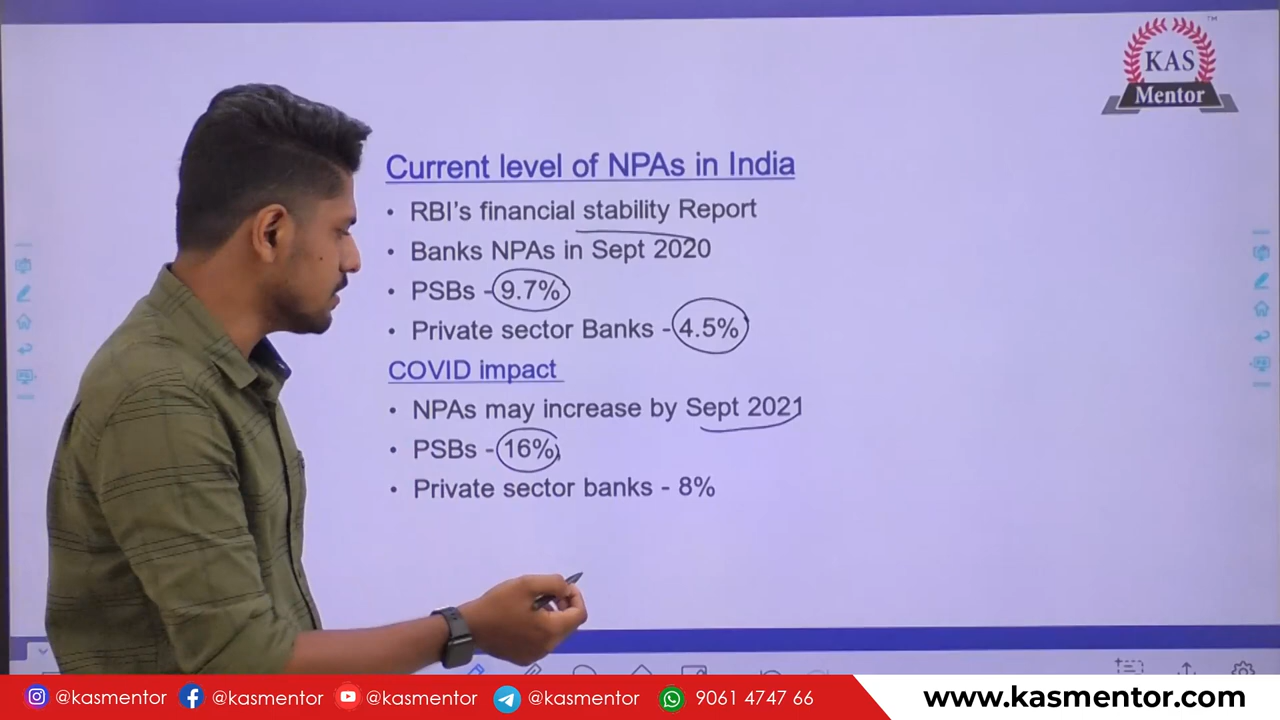 KAS
™
Mentor
Current level of NPAs in India
• RBI's financial stability Report
• Banks NPAs in Sept 2020
• PSBs - 9.7%
• Private sector Banks - 4.5%
COVID impact
• NPAs may increase by Sept 2021
• PSBs - 16%
• Private sector banks - 8%
@kasmentor @kasmentor @kasmentor @kasmentor 9061 4747 66 www.kasmentor.com